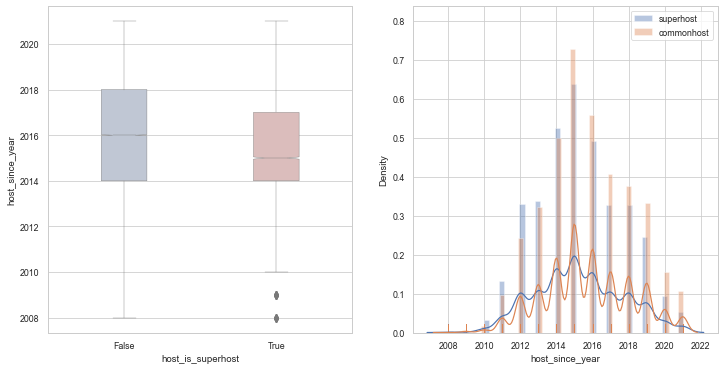 2020
2018
2016
2014
2012
2010
2008
host_since_year
False
True
host_is_superhost
superhost
commonhost
0.8
0.7
0.6
0.5
0.4
0.3
0.2
0.1
0.0
Density
2008 2010 2012 2014 2016 2018 2020 2022
host_since_year